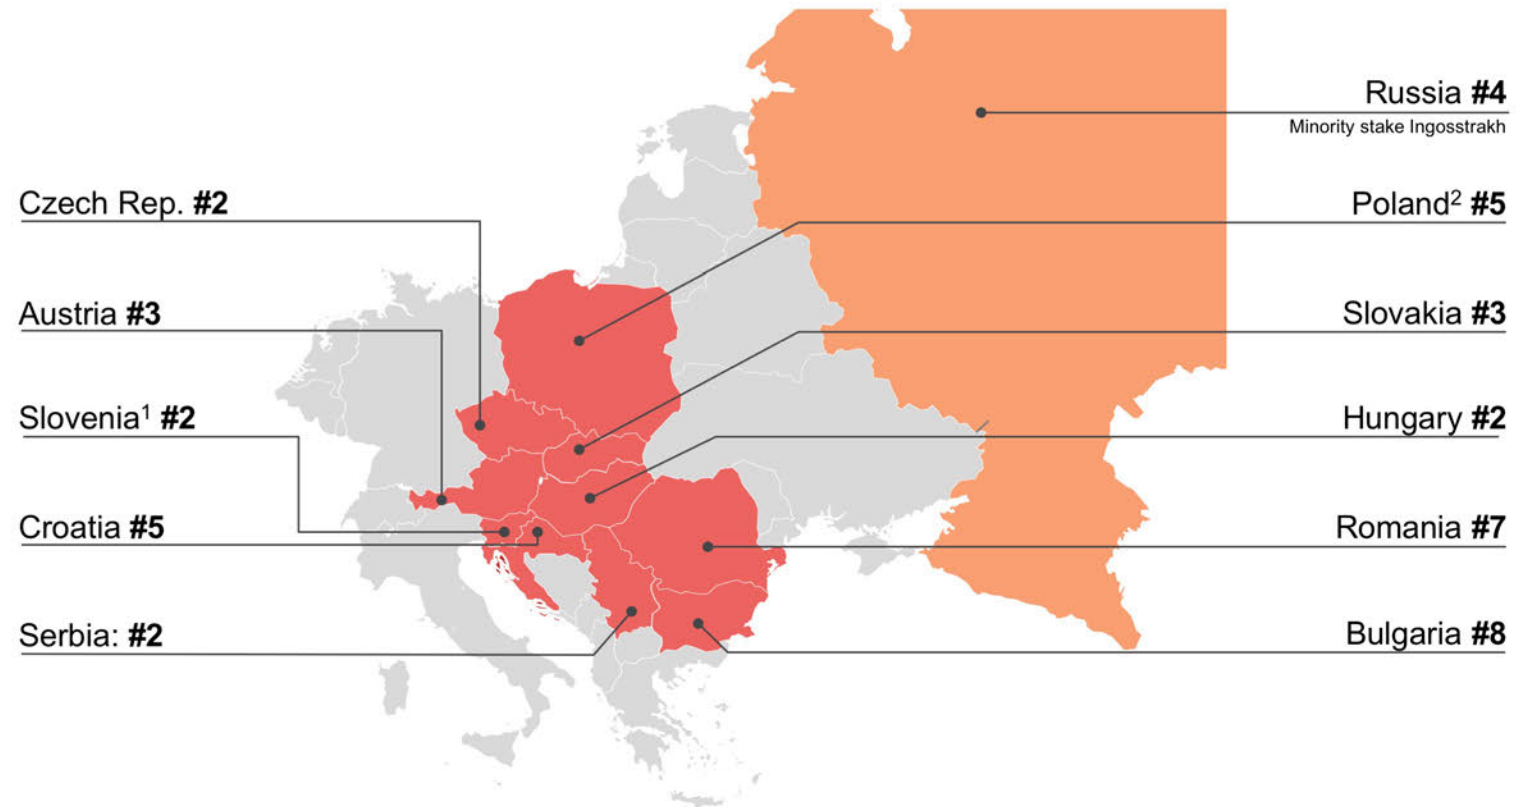 Russia #4
Minority stake Ingosstrakh
Czech Rep. #2
Poland² #5
Austria #3
Slovakia #3
Slovenia¹ #2
Hungary #2
Croatia #5
Romania #7
Serbia: #2
Bulgaria #8